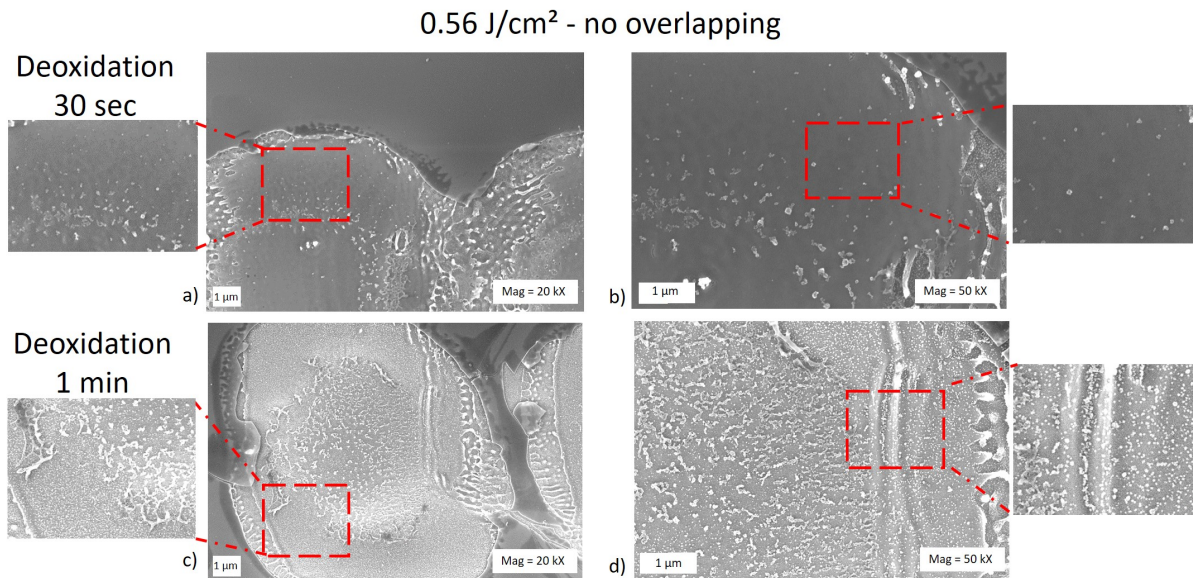 0.56 J/cm² - no overlapping
Deoxidation
30 sec
a)
1 µm
Mag = 20 kX
b)
1 µm
Mag = 50 kX
Deoxidation
1 min
c)
1 µm
Mag = 20 kX
d)
1 µm
Mag = 50 kX